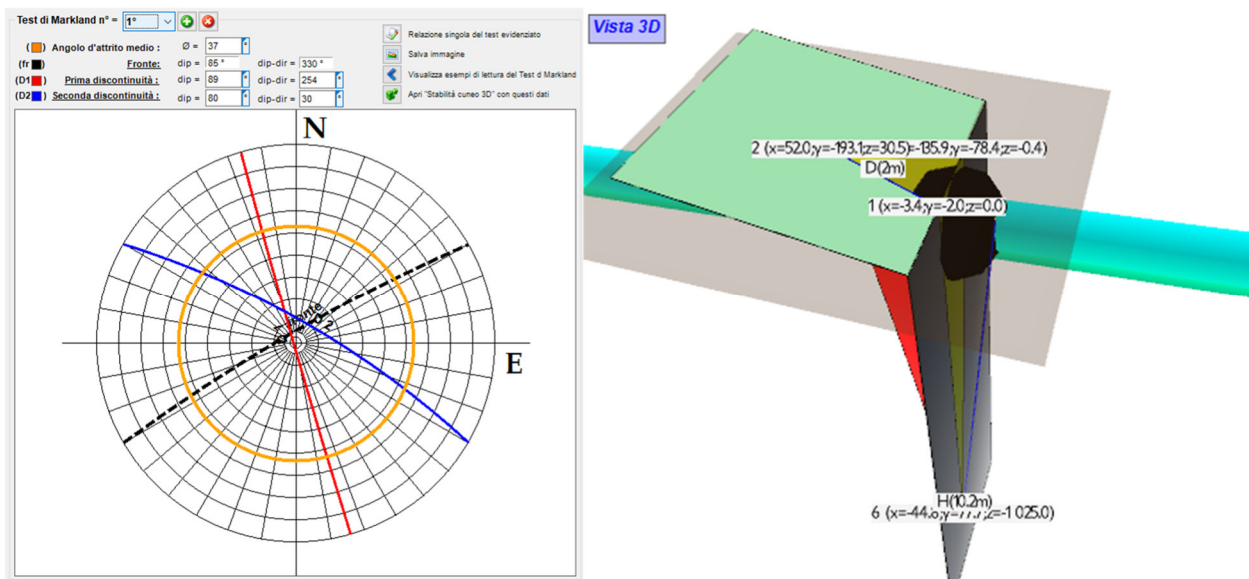 Test di Markland n° = 1°
( ) Angolo d'attrito medio : Ø = 37 °
(fr ) Fronte: dip = 85 ° dip-dir = 330 °
(D1 ) Prima discontinuità : dip = 89 ° dip-dir = 254 °
(D2 ) Seconda discontinuità : dip = 80 ° dip-dir = 30 °
Relazione singola del test evidenziato
Salva immagine
Visualizza esempi di lettura del Test d Markland
Apri "Stabilità cuneo 3D" con questi dati
N
E
Fronte
Vista 3D
2 (x=52.0;y=-193.1;z=30.5)=-135.9;y=-78.4;z=-0.4)
D(2m)
1 (x=-3.4;y=-2.0;z=0.0)
H(10.2m)